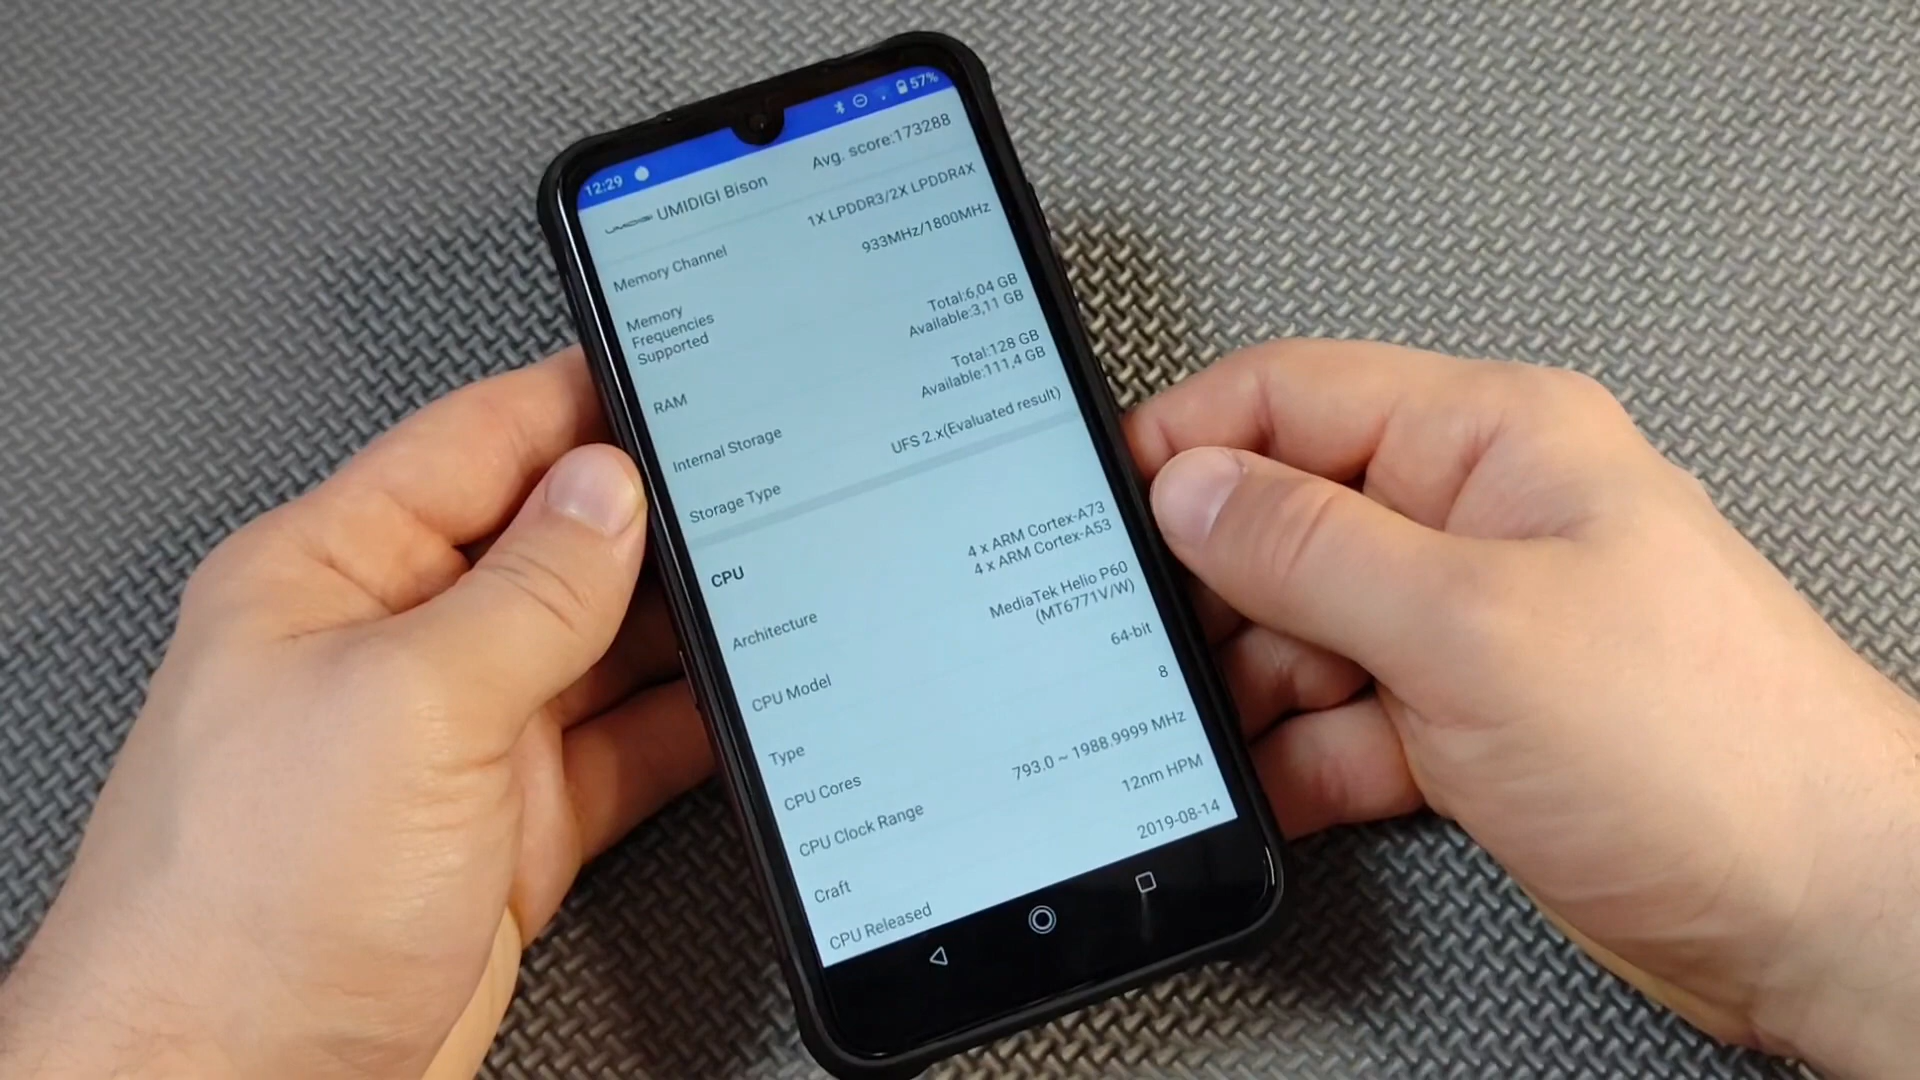 12:29 57%
UMIDIGI UMIDIGI Bison Avg. score:173288
Memory Channel 1X LPDDR3/2X LPDDR4X
Memory Frequencies Supported 933MHz/1800MHz
RAM Total:6,04 GB
Available:3,11 GB
Internal Storage Total:128 GB
Available:111,4 GB
Storage Type UFS 2.x(Evaluated result)
CPU
Architecture 4 x ARM Cortex-A73
4 x ARM Cortex-A53
CPU Model MediaTek Helio P60
(MT6771V/W)
Type 64-bit
CPU Cores 8
CPU Clock Range 793.0 ~ 1988.9999 MHz
Craft 12nm HPM
CPU Released 2019-08-14